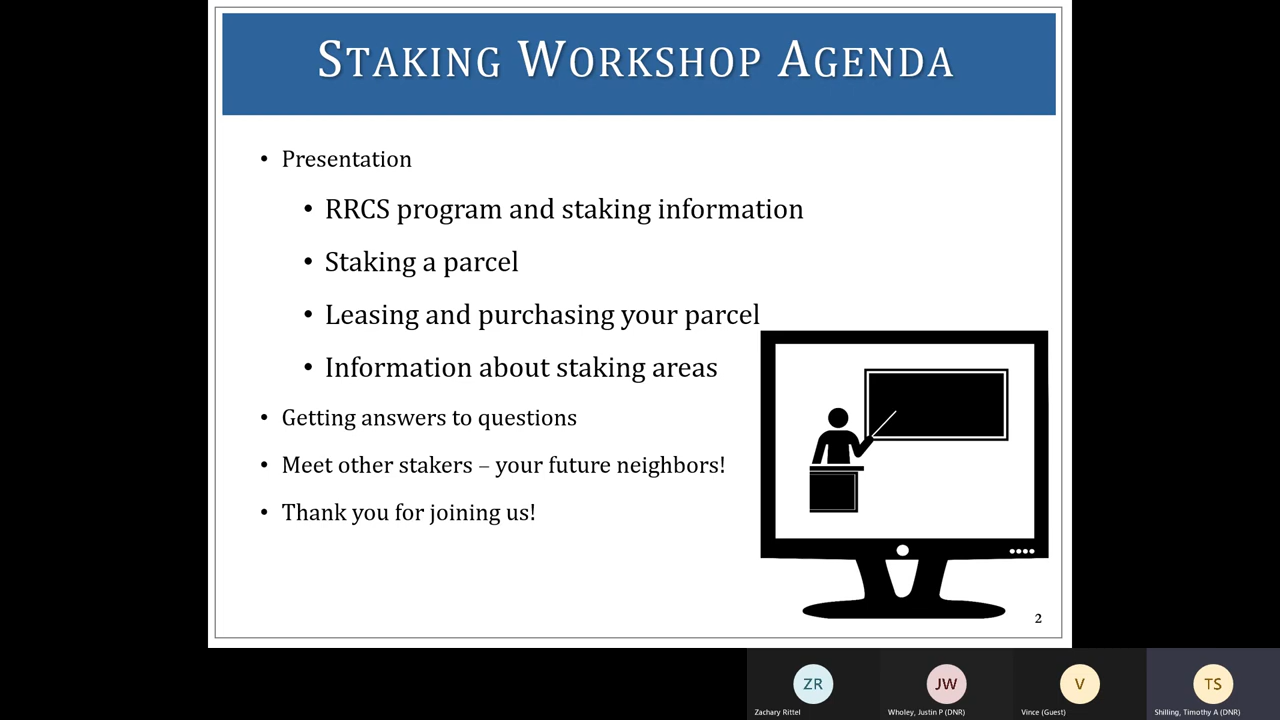 STAKING WORKSHOP AGENDA
• Presentation
• RRCS program and staking information
• Staking a parcel
• Leasing and purchasing your parcel
• Information about staking areas
• Getting answers to questions
• Meet other stakers – your future neighbors!
• Thank you for joining us!
2
ZR
JW
V
TS
Zachary Rittel
Wholey, Justin P (DNR)
Vince (Guest)
Shilling, Timothy A (DNR)